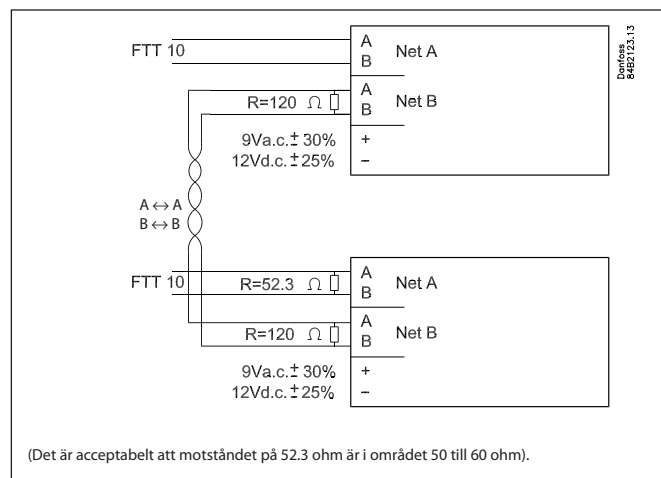 FTT 10
A
B
Net A
Danfoss
84B2123.13
R=120 Ω
A
B
Net B
9Va.c.± 30%
12Vd.c.± 25%
+
−
A ↔ A
B ↔ B
FTT 10
R=52.3 Ω
A
B
Net A
R=120 Ω
A
B
Net B
9Va.c.± 30%
12Vd.c.± 25%
+
−
(Det är acceptabelt att motståndet på 52.3 ohm är i området 50 till 60 ohm).